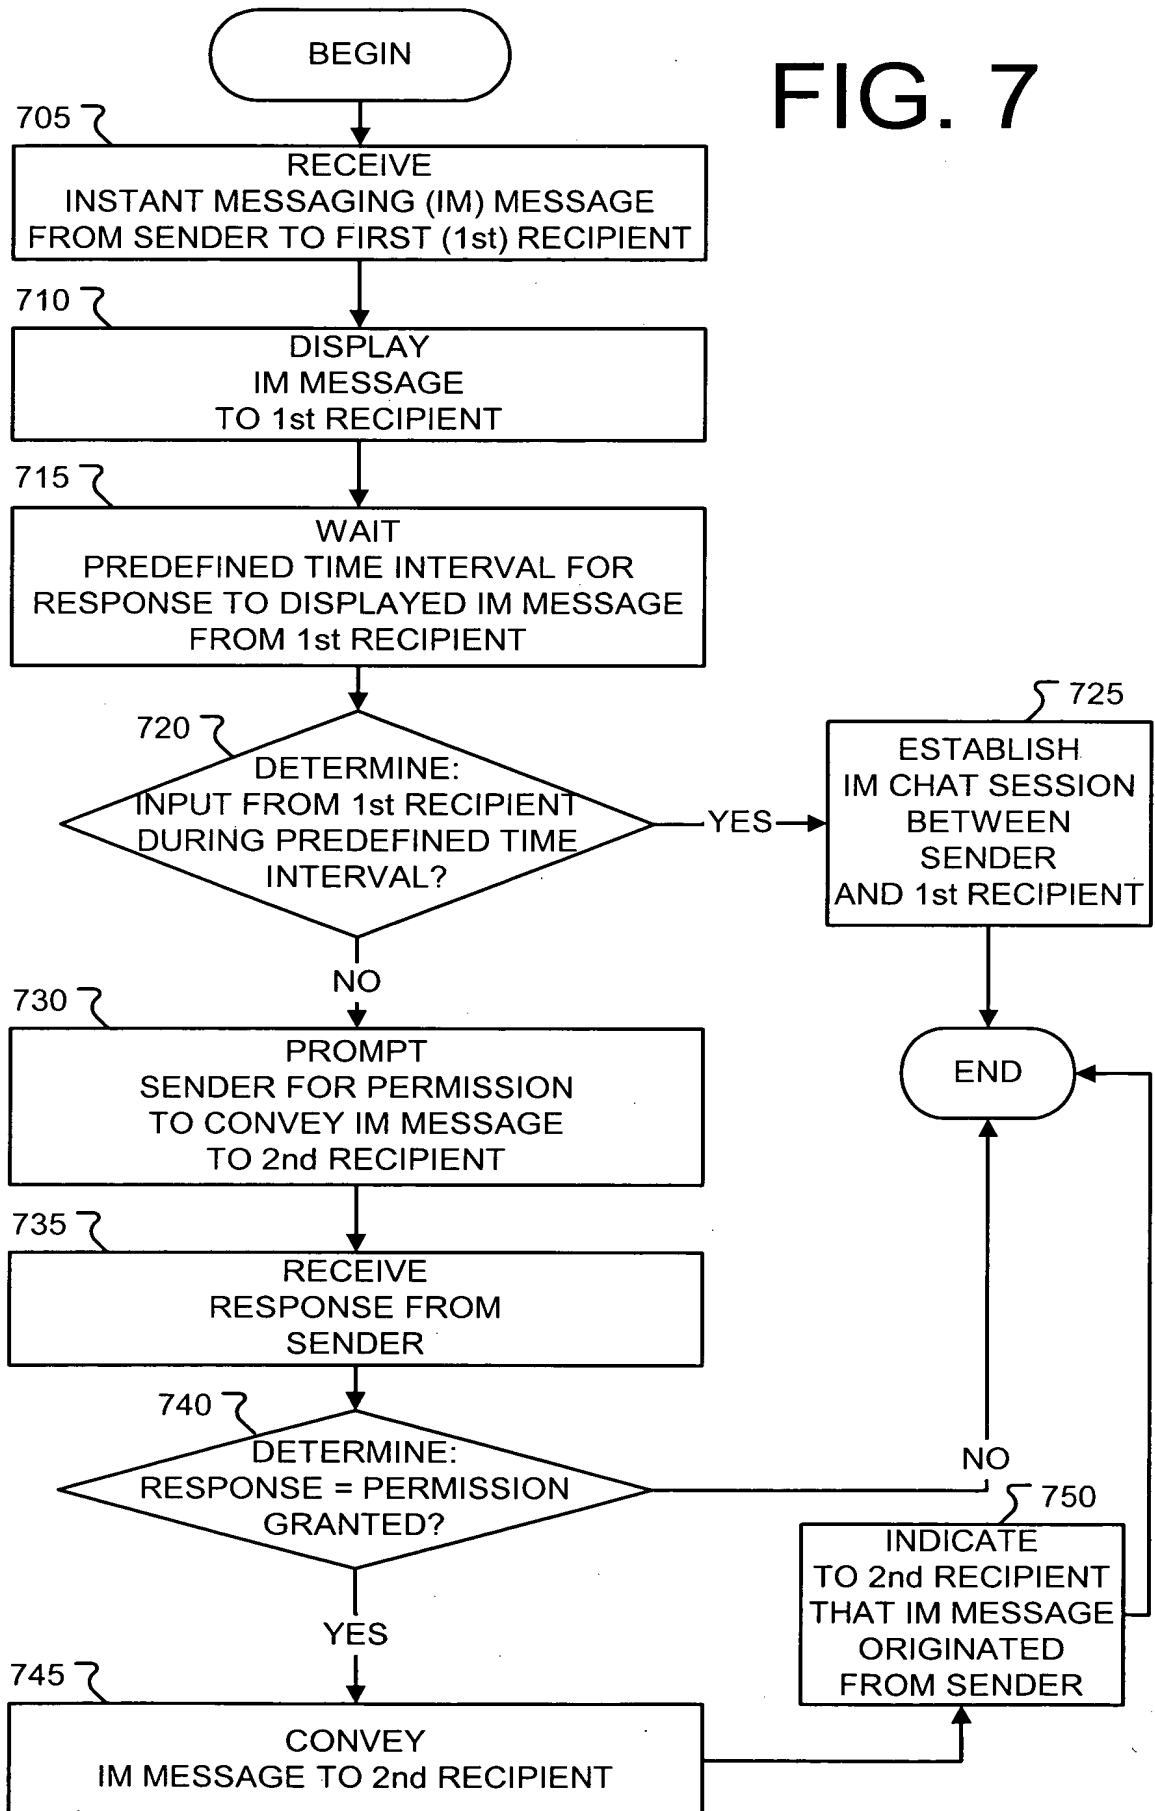 BEGIN
FIG. 7
705
RECEIVE
INSTANT MESSAGING (IM) MESSAGE
FROM SENDER TO FIRST (1st) RECIPIENT
710
DISPLAY
IM MESSAGE
TO 1st RECIPIENT
715
WAIT
PREDEFINED TIME INTERVAL FOR
RESPONSE TO DISPLAYED IM MESSAGE
FROM 1st RECIPIENT
720
DETERMINE:
INPUT FROM 1st RECIPIENT
DURING PREDEFINED TIME
INTERVAL?
YES
725
ESTABLISH
IM CHAT SESSION
BETWEEN
SENDER
AND 1st RECIPIENT
NO
END
730
PROMPT
SENDER FOR PERMISSION
TO CONVEY IM MESSAGE
TO 2nd RECIPIENT
735
RECEIVE
RESPONSE FROM
SENDER
740
DETERMINE:
RESPONSE = PERMISSION
GRANTED?
NO
YES
745
CONVEY
IM MESSAGE TO 2nd RECIPIENT
750
INDICATE
TO 2nd RECIPIENT
THAT IM MESSAGE
ORIGINATED
FROM SENDER